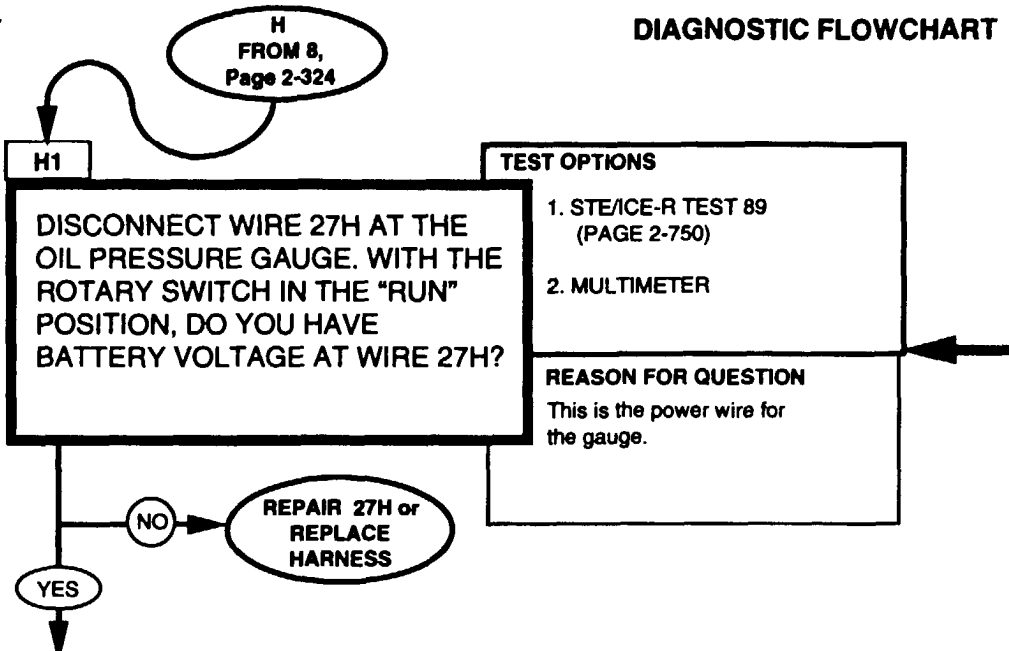 DIAGNOSTIC FLOWCHART
H
FROM 8,
Page 2-324
H1
DISCONNECT WIRE 27H AT THE
OIL PRESSURE GAUGE. WITH THE
ROTARY SWITCH IN THE "RUN"
POSITION, DO YOU HAVE
BATTERY VOLTAGE AT WIRE 27H?
TEST OPTIONS
1. STE/ICE-R TEST 89
(PAGE 2-750)
2. MULTIMETER
REASON FOR QUESTION
This is the power wire for
the gauge.
NO
REPAIR 27H or
REPLACE
HARNESS
YES